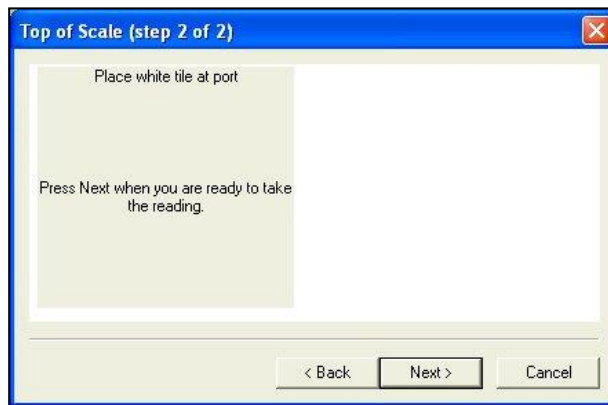 Top of Scale (step 2 of 2)
Place white tile at port
Press Next when you are ready to take
the reading.
< Back
Next >
Cancel